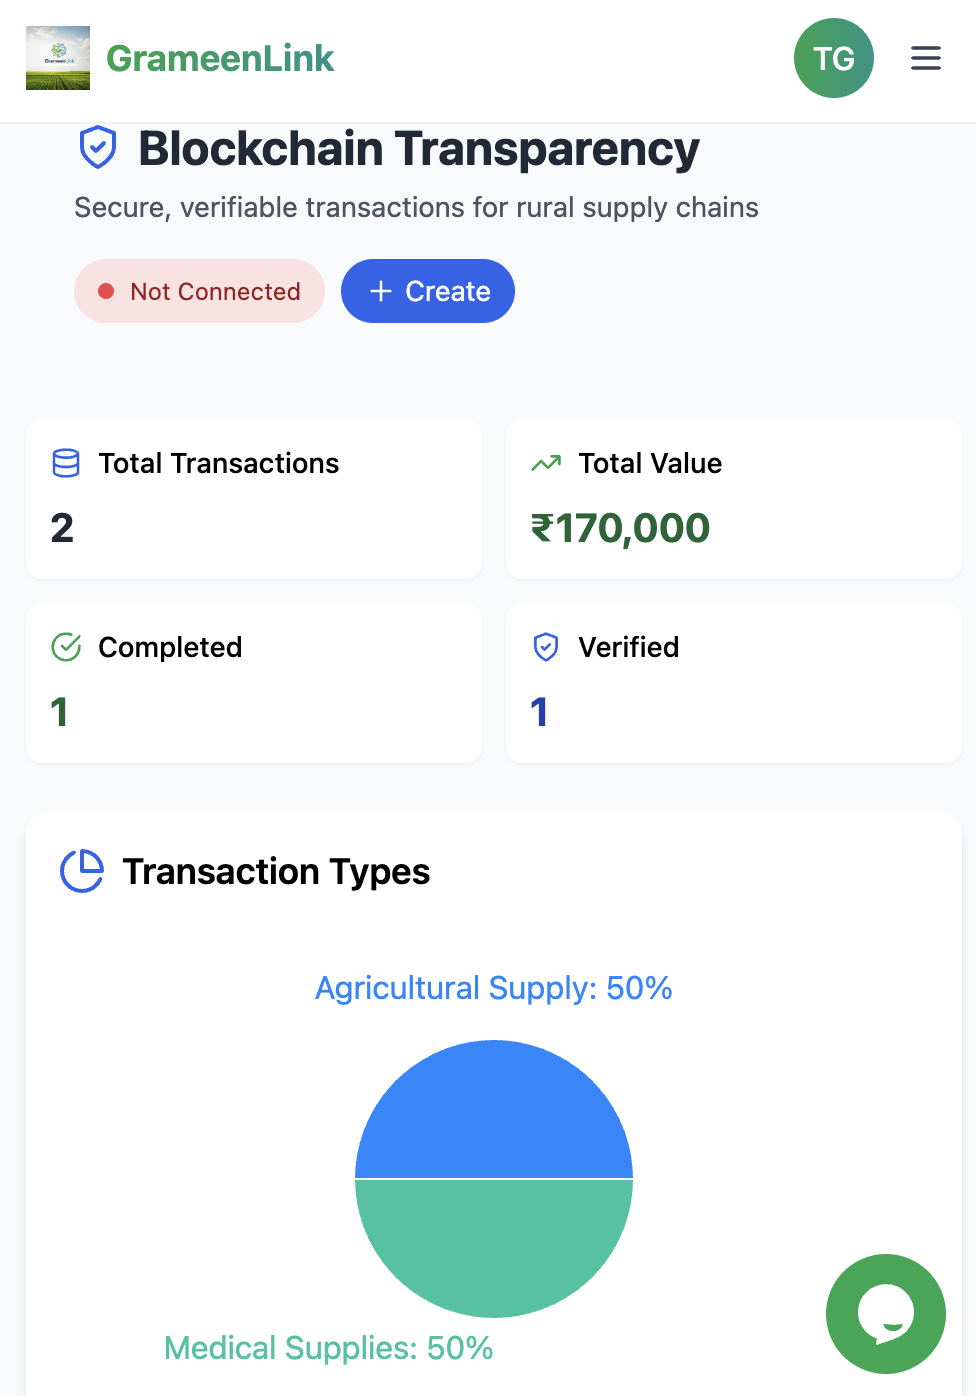 GrameenLink
GrameenLink
TG
Blockchain Transparency
Secure, verifiable transactions for rural supply chains
Not Connected
+ Create
Total Transactions
2
Total Value
₹170,000
Completed
1
Verified
1
Transaction Types
Agricultural Supply: 50%
Medical Supplies: 50%